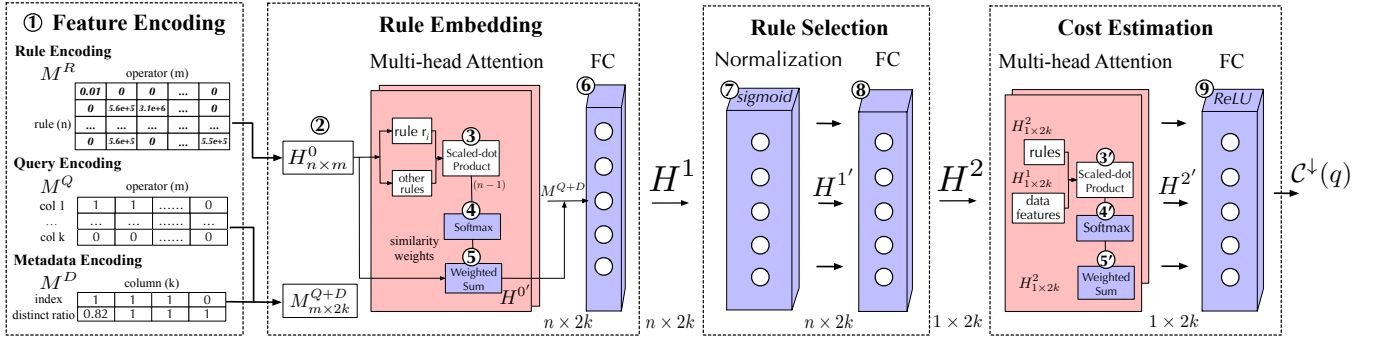 ① Feature Encoding
Rule Encoding
M^R operator (m)
0.01 0 0 ... 0
0 5.6e+5 3.1e+6 ... 0
rule (n) ... ... ... ... ...
0 5.6e+5 0 ... 5.5e+5
Query Encoding
M^Q operator (m)
col 1 1 1 ...... 0
... ... ... ...... ...
col k 0 0 ...... 0
Metadata Encoding
M^D column (k)
index 1 1 1 0
distinct ratio 0.82 1 1 1
Rule Embedding
Multi-head Attention
FC
②
H^0_{n×m}
M^{Q+D}_{m×2k}
rule r_i
other
rules
③
Scaled-dot
Product
(n−1)
④
Softmax
similarity
weights
⑤
Weighted
Sum
H^{0'}
M^{Q+D}
⑥
n × 2k
H^1
n × 2k
Rule Selection
Normalization
FC
⑦
sigmoid
H^{1'}
n × 2k
⑧
H^2
1 × 2k
Cost Estimation
Multi-head Attention
FC
H^2_{1×2k}
rules
H^1_{1×2k}
data
features
③′
Scaled-dot
Product
④′
Softmax
⑤′
Weighted
Sum
H^2_{1×2k}
H^{2'}
1 × 2k
⑨
ReLU
C^↓(q)